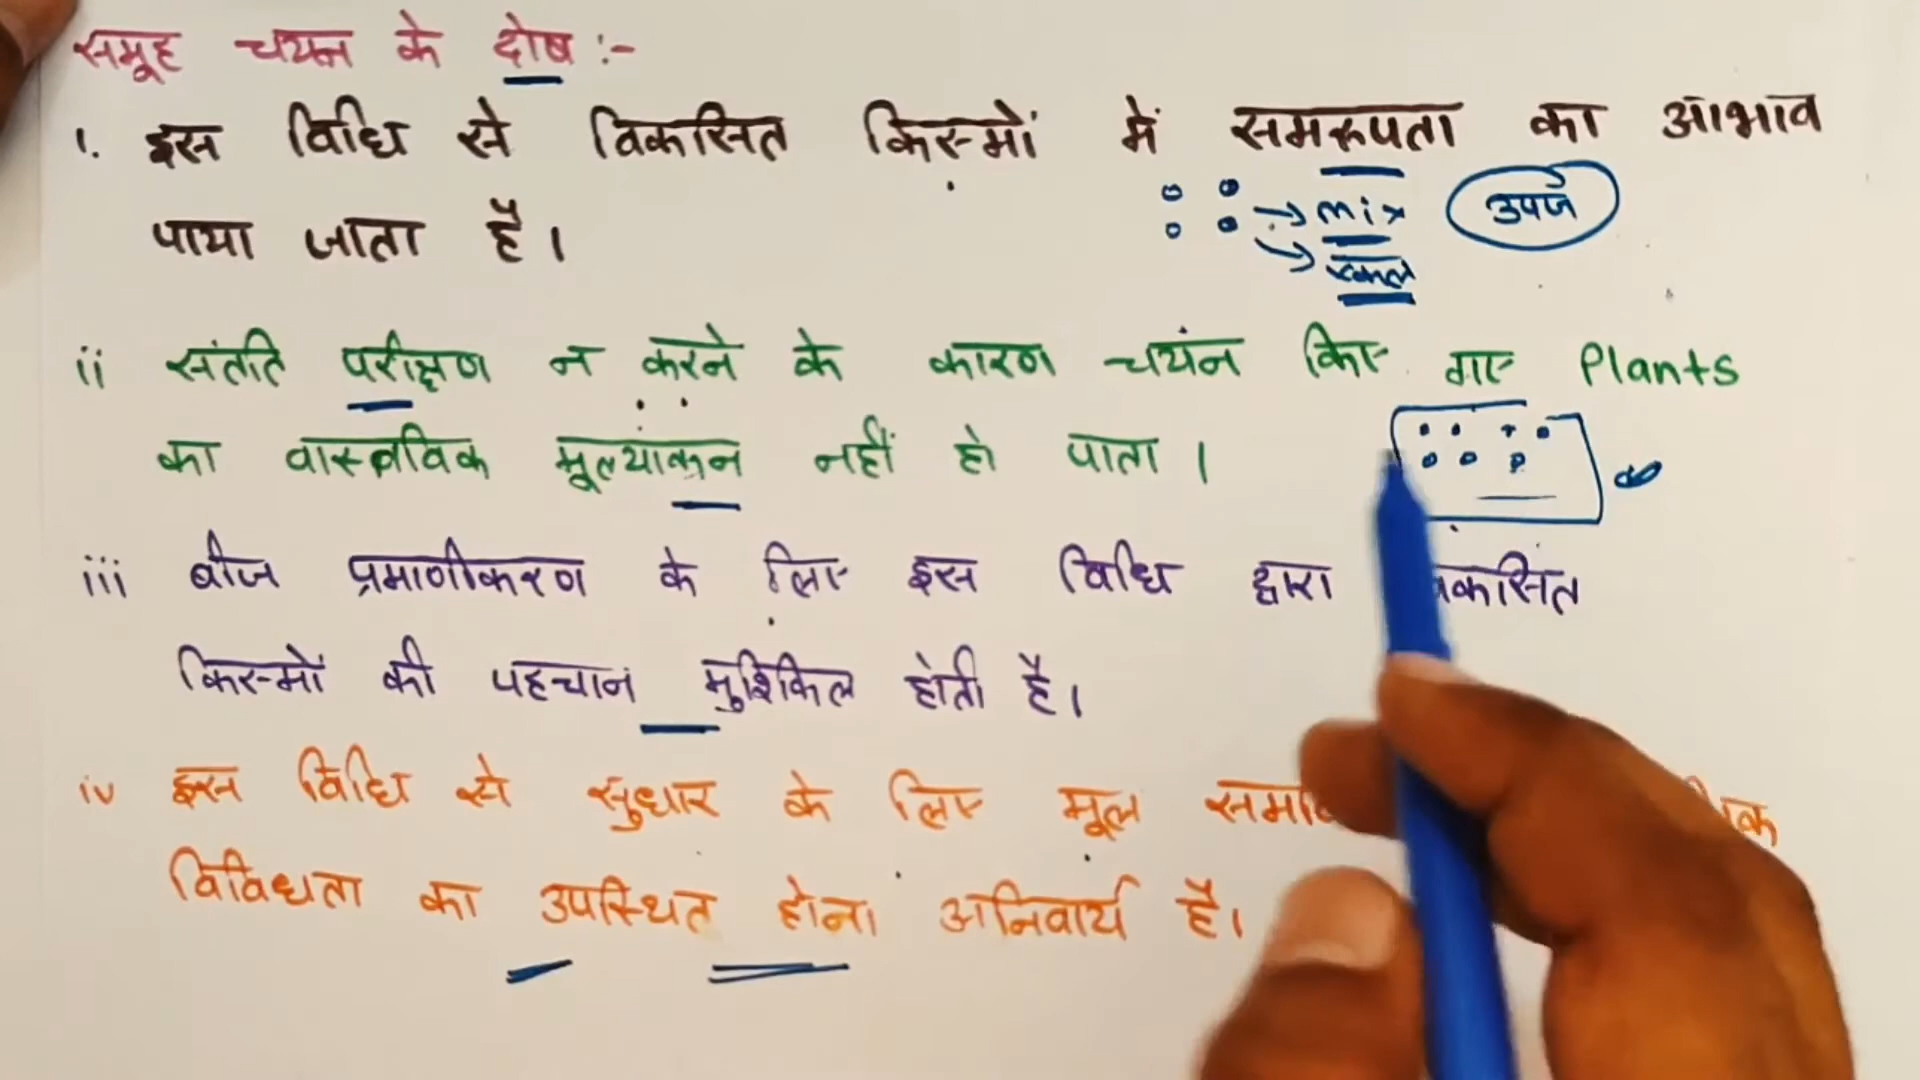 समूह चयन के दोष :-
i. इस विधि से विकसित किस्मों में समरूपता का आभाव
पाया जाता है।
mix उपज
ii संतति परीक्षण न करने के कारण चयन किए गए Plants
का वास्तविक मूल्यांकन नहीं हो पाता।
iii बीज प्रमाणीकरण के लिए इस विधि द्वारा
किस्मों की पहचान मुश्किल होती है।
iv इस विधि से सुधार के लिए मूल
विविधता का उपस्थित होना अनिवार्य है।